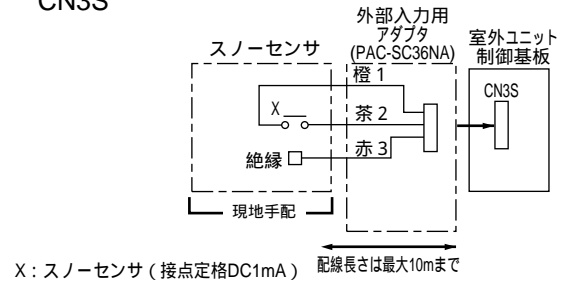 CN3S
スノーセンサ
外部入力用
アダプタ
(PAC-SC36NA)
室外ユニット
制御基板
橙 1
X
茶 2
赤 3
絶縁
CN3S
現地手配
配線長さは最大10mまで
X：スノーセンサ（接点定格DC1mA）